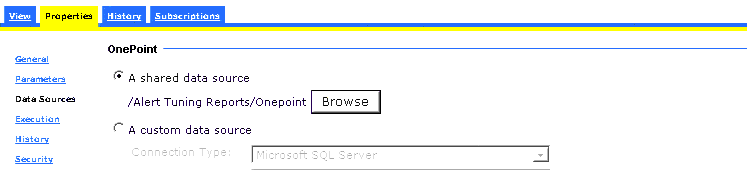 View Properties History Subscriptions
OnePoint
General
A shared data source
Parameters
/Alert Tuning Reports/Onepoint Browse
Data Sources
Execution
A custom data source
History
Connection Type: Microsoft SQL Server
Security